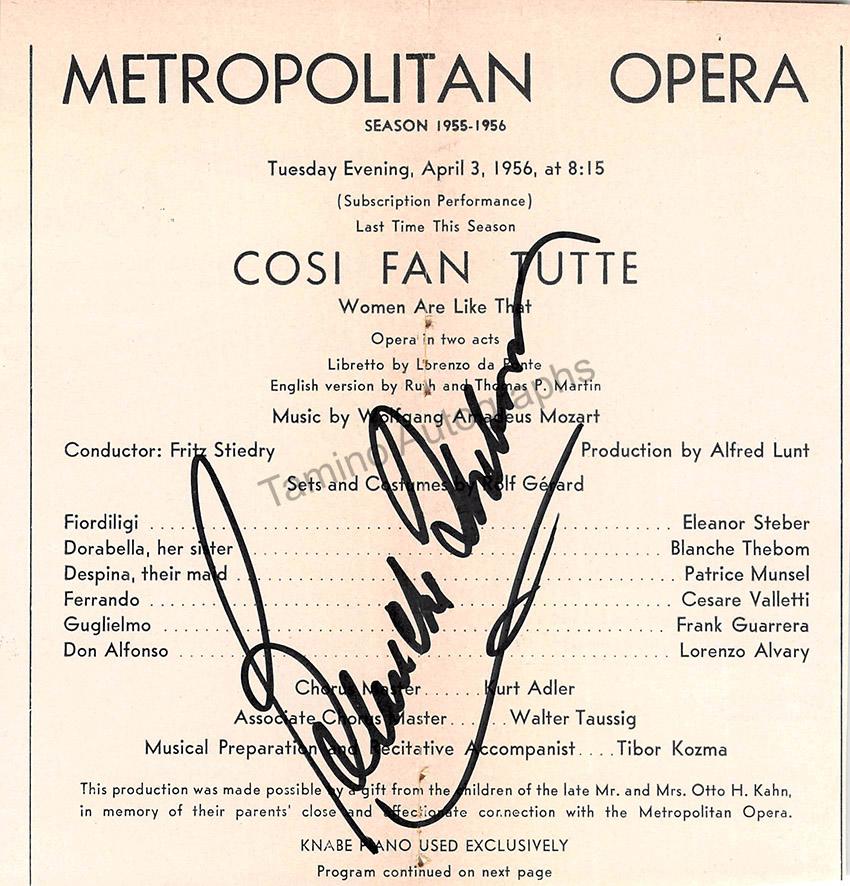 METROPOLITAN OPERA
SEASON 1955-1956
Tuesday Evening, April 3, 1956, at 8:15
(Subscription Performance)
Last Time This Season
COSI FAN TUTTE
Women Are Like That
Opera in two acts
Libretto by Lorenzo da Ponte
English version by Ruth and Thomas P. Martin
Music by Wolfgang Amadeus Mozart
Conductor: Fritz Stiedry Production by Alfred Lunt
Sets and Costumes by Rolf Gérard
Tamino Autographs
Fiordiligi . . . . . Eleanor Steber
Dorabella, her sister . . . . . Blanche Thebom
Despina, their maid . . . . . Patrice Munsel
Ferrando . . . . . Cesare Valletti
Guglielmo . . . . . Frank Guarrera
Don Alfonso . . . . . Lorenzo Alvary
Blanche Thebom
Chorus Master . . . . . . Kurt Adler
Associate Chorus Master . . . . . . Walter Taussig
Musical Preparation and Recitative Accompanist . . . . Tibor Kozma
This production was made possible by a gift from the children of the late Mr. and Mrs. Otto H. Kahn,
in memory of their parents' close and affectionate connection with the Metropolitan Opera.
KNABE PIANO USED EXCLUSIVELY
Program continued on next page